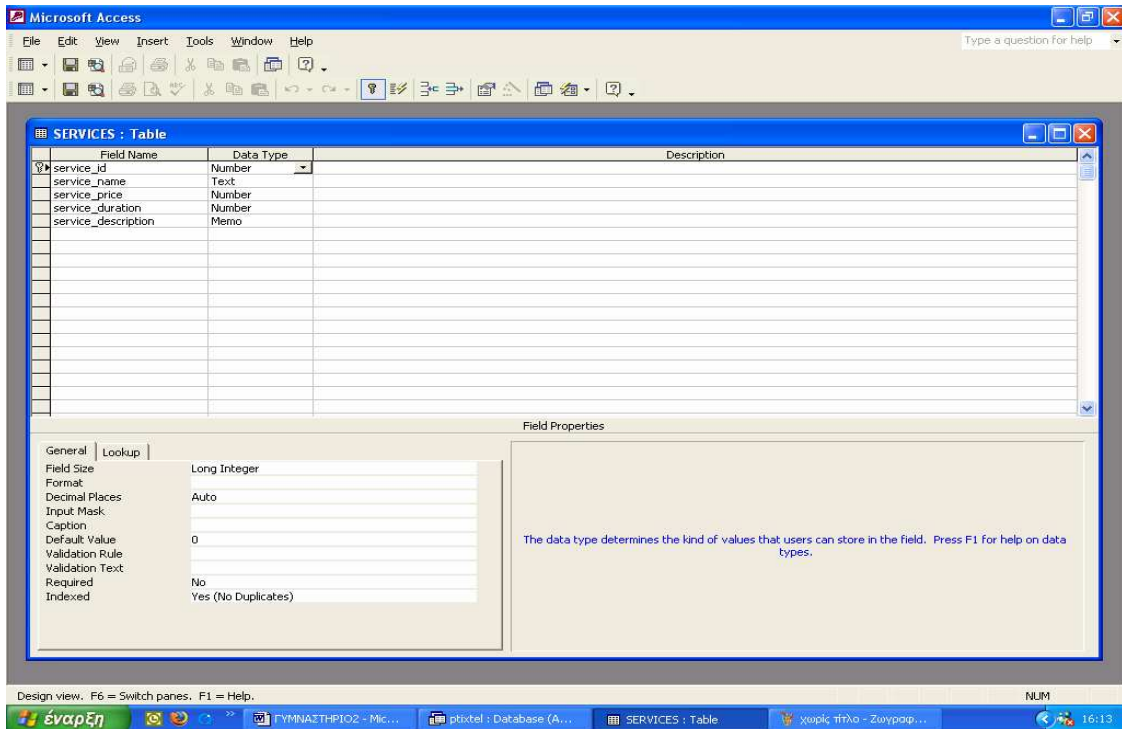 Microsoft Access
File Edit View Insert Tools Window Help Type a question for help
SERVICES : Table
Field Name Data Type Description
service_id Number
service_name Text
service_price Number
service_duration Number
service_description Memo
Field Properties
General Lookup
Field Size Long Integer
Format
Decimal Places Auto
Input Mask
Caption
Default Value 0
Validation Rule
Validation Text
Required No
Indexed Yes (No Duplicates)
The data type determines the kind of values that users can store in the field. Press F1 for help on data
types.
Design view. F6 = Switch panes. F1 = Help. NUM
έναρξη ΓΥΜΝΑΣΤΗΡΙΟ2 - Mic... ptixtel : Database (A... SERVICES : Table χωρίς τίτλο - Ζωγραφ... 16:13